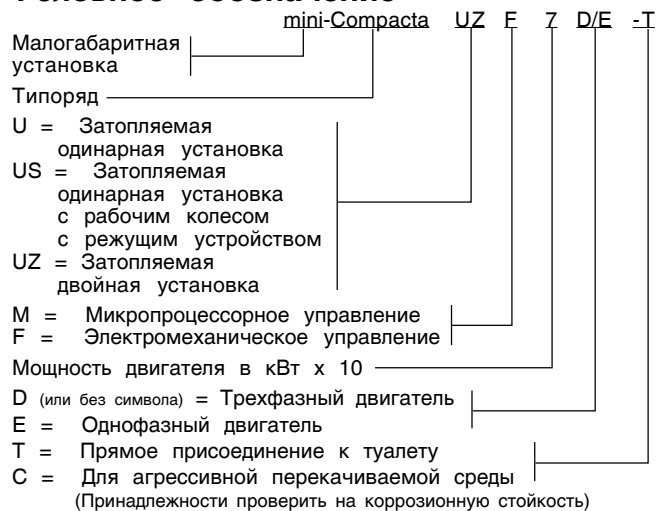 mini-Compacta UZ F 7 D/E -T
Малогабаритная
установка
Типоряд
U = Затопляемая
одинарная установка
US = Затопляемая
одинарная установка
с рабочим колесом
с режущим устройством
UZ = Затопляемая
двойная установка
M = Микропроцессорное управление
F = Электромеханическое управление
Мощность двигателя в кВт x 10
D (или без символа) = Трехфазный двигатель
E = Однофазный двигатель
T = Прямое присоединение к туалету
C = Для агрессивной перекачиваемой среды
(Принадлежности проверить на коррозионную стойкость)